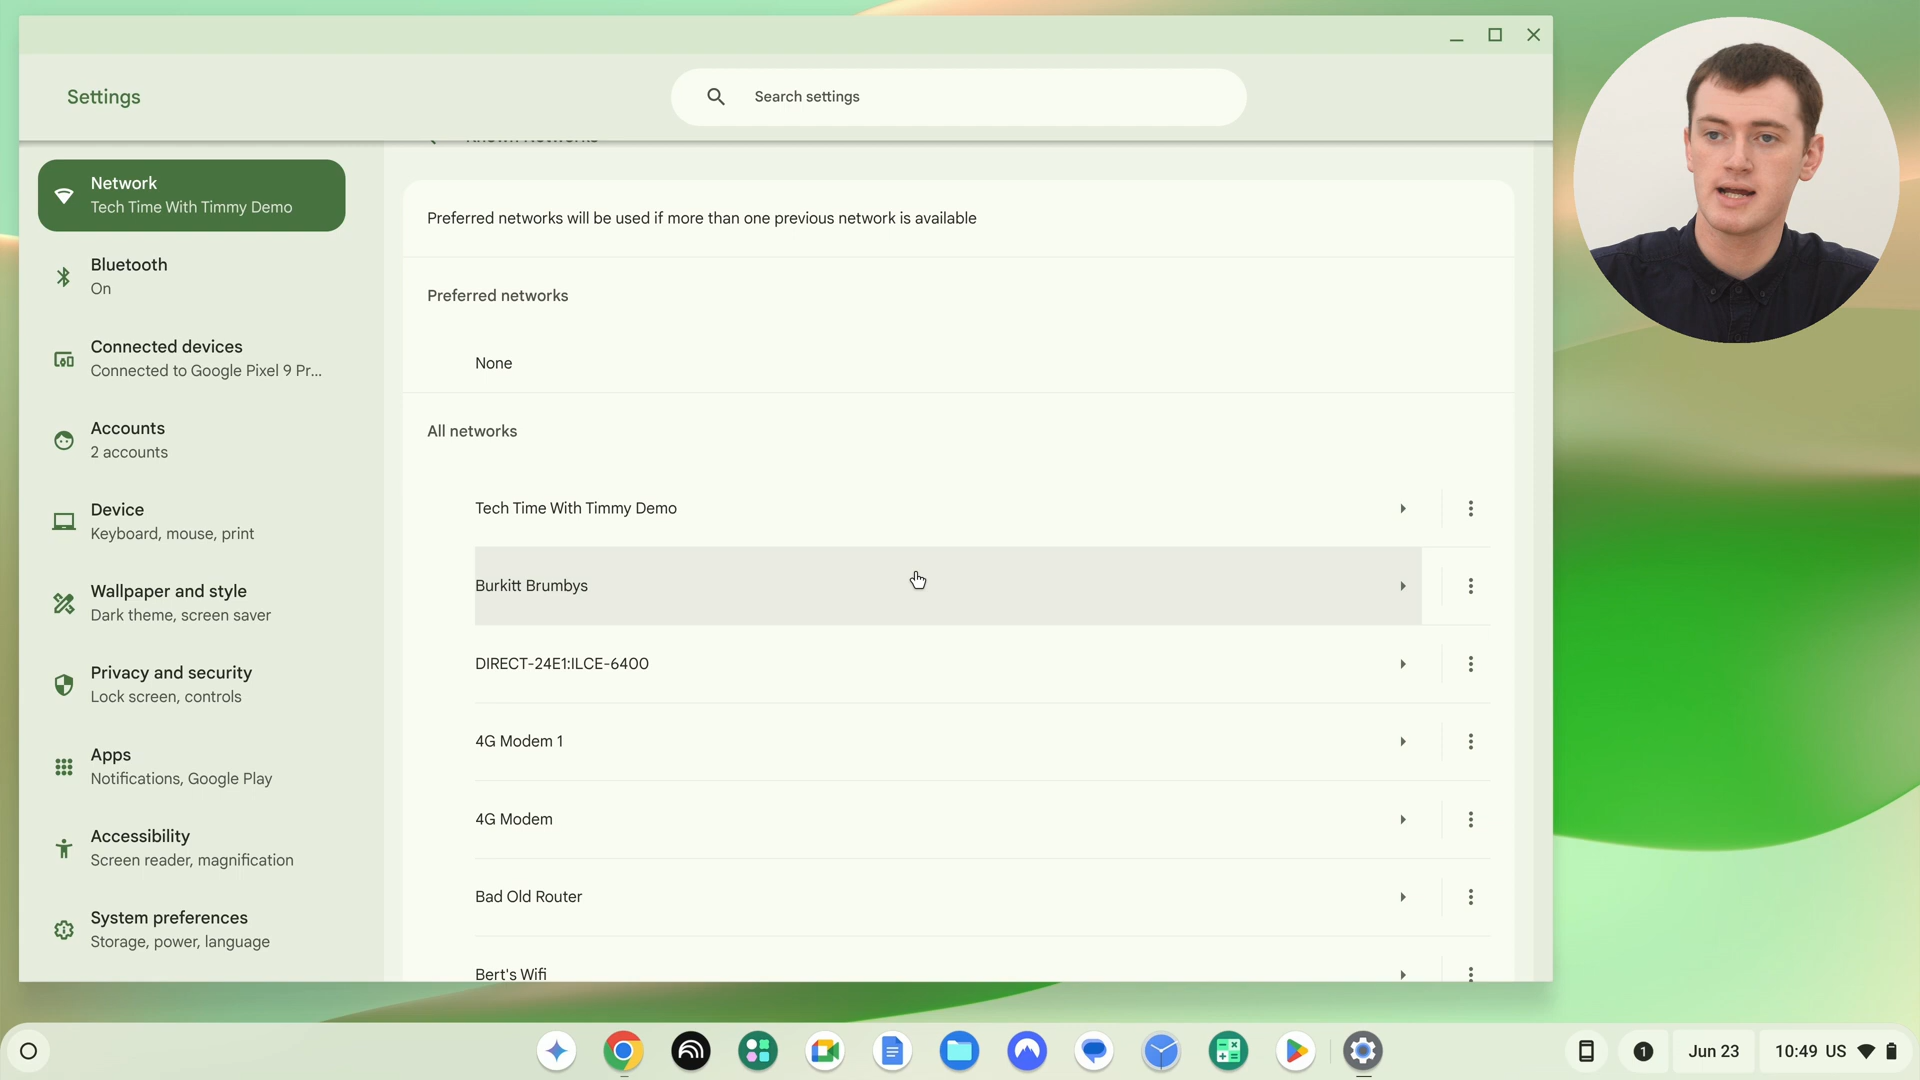 Settings
Search settings
Known Networks
Network
Tech Time With Timmy Demo
Bluetooth
On
Connected devices
Connected to Google Pixel 9 Pr...
Accounts
2 accounts
Device
Keyboard, mouse, print
Wallpaper and style
Dark theme, screen saver
Privacy and security
Lock screen, controls
Apps
Notifications, Google Play
Accessibility
Screen reader, magnification
System preferences
Storage, power, language
Preferred networks will be used if more than one previous network is available
Preferred networks
None
All networks
Tech Time With Timmy Demo
Burkitt Brumbys
DIRECT-24E1:ILCE-6400
4G Modem 1
4G Modem
Bad Old Router
Bert's Wifi
1
Jun 23
10:49 US